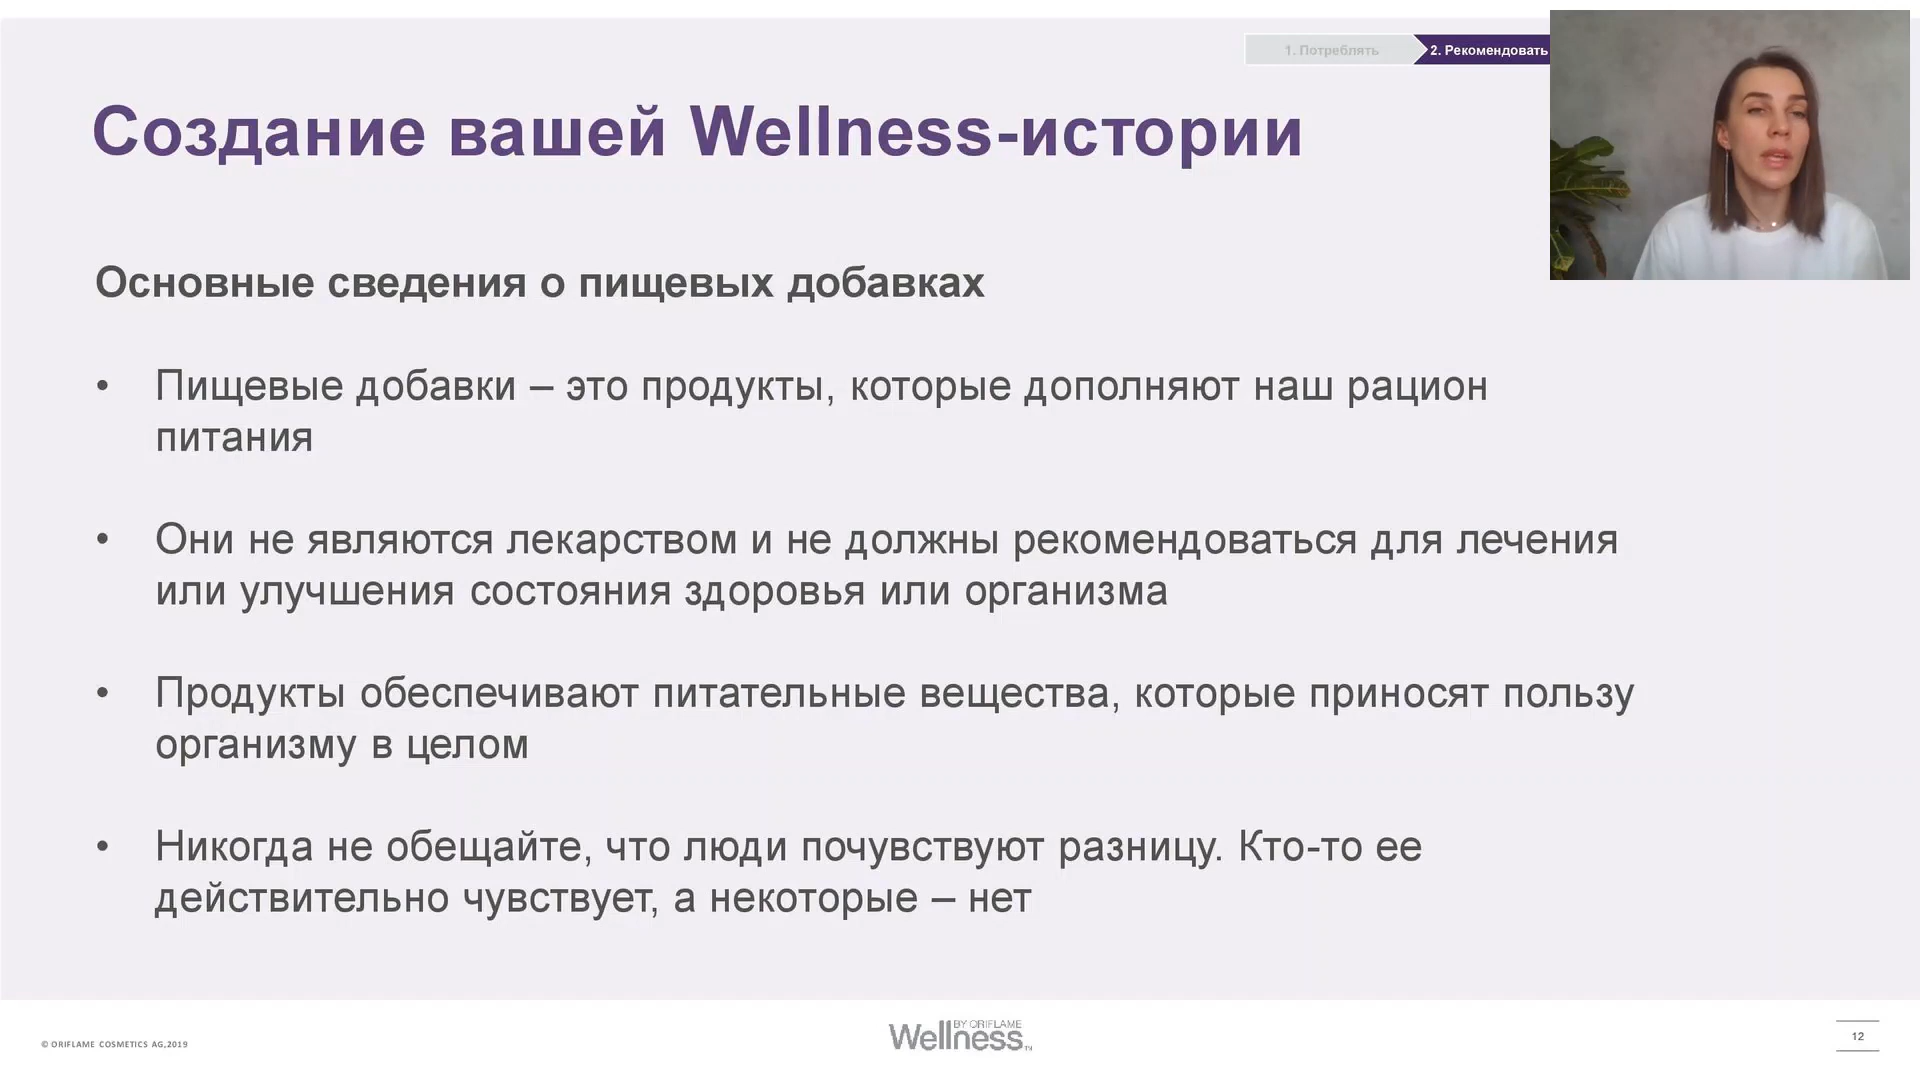 1. Потреблять
2. Рекомендовать
Создание вашей Wellness-истории
Основные сведения о пищевых добавках
• Пищевые добавки – это продукты, которые дополняют наш рацион
питания
• Они не являются лекарством и не должны рекомендоваться для лечения
или улучшения состояния здоровья или организма
• Продукты обеспечивают питательные вещества, которые приносят пользу
организму в целом
• Никогда не обещайте, что люди почувствуют разницу. Кто-то ее
действительно чувствует, а некоторые – нет
© ORIFLAME COSMETICS AG,2019
BY ORIFLAME
Wellness™
12